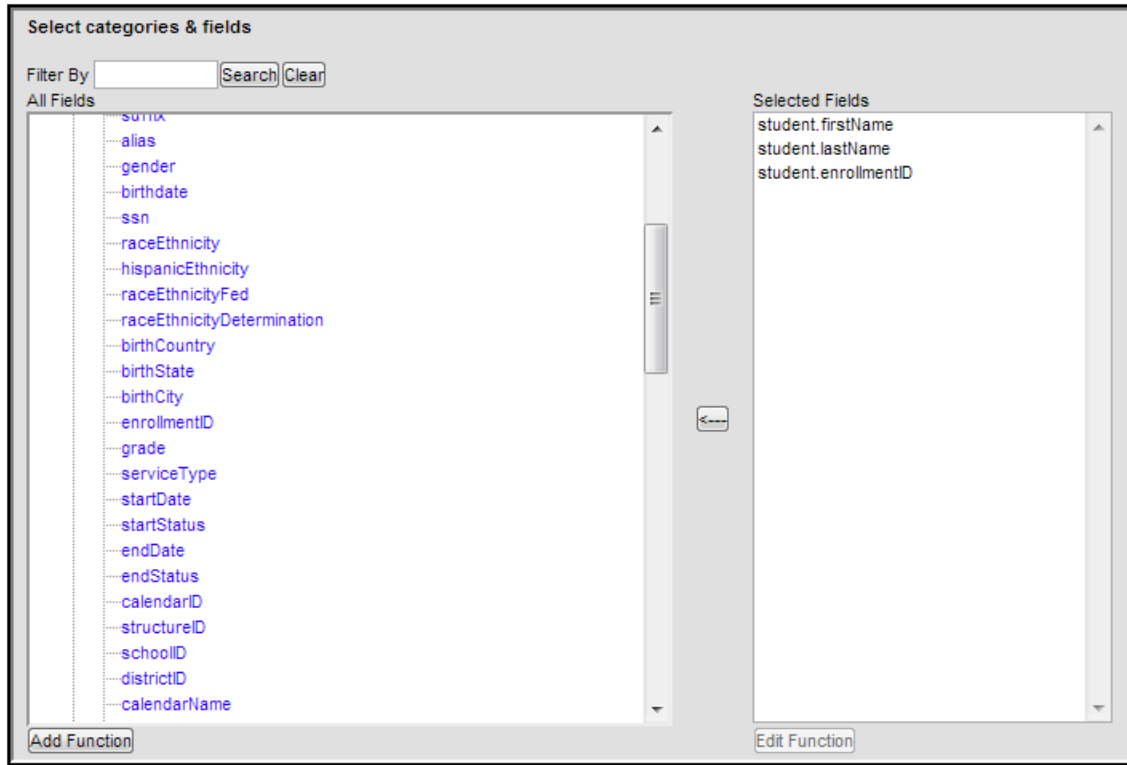 Select categories & fields
Filter By
Search Clear
All Fields
suffix
alias
gender
birthdate
ssn
raceEthnicity
hispanicEthnicity
raceEthnicityFed
raceEthnicityDetermination
birthCountry
birthState
birthCity
enrollmentID
grade
serviceType
startDate
startStatus
endDate
endStatus
calendarID
structureID
schoolID
districtID
calendarName
Add Function
<---
Selected Fields
student.firstName
student.lastName
student.enrollmentID
Edit Function